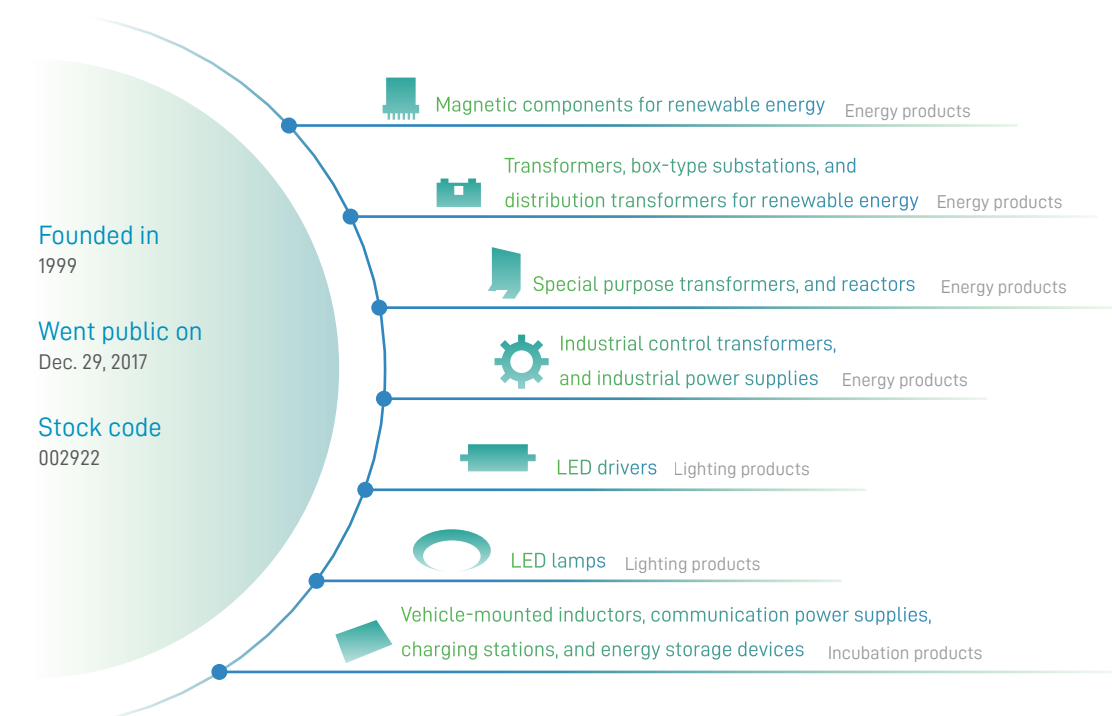 Founded in
1999
Went public on
Dec. 29, 2017
Stock code
002922
Magnetic components for renewable energy Energy products
Transformers, box-type substations, and
distribution transformers for renewable energy Energy products
Special purpose transformers, and reactors Energy products
Industrial control transformers,
and industrial power supplies Energy products
LED drivers Lighting products
LED lamps Lighting products
Vehicle-mounted inductors, communication power supplies,
charging stations, and energy storage devices Incubation products